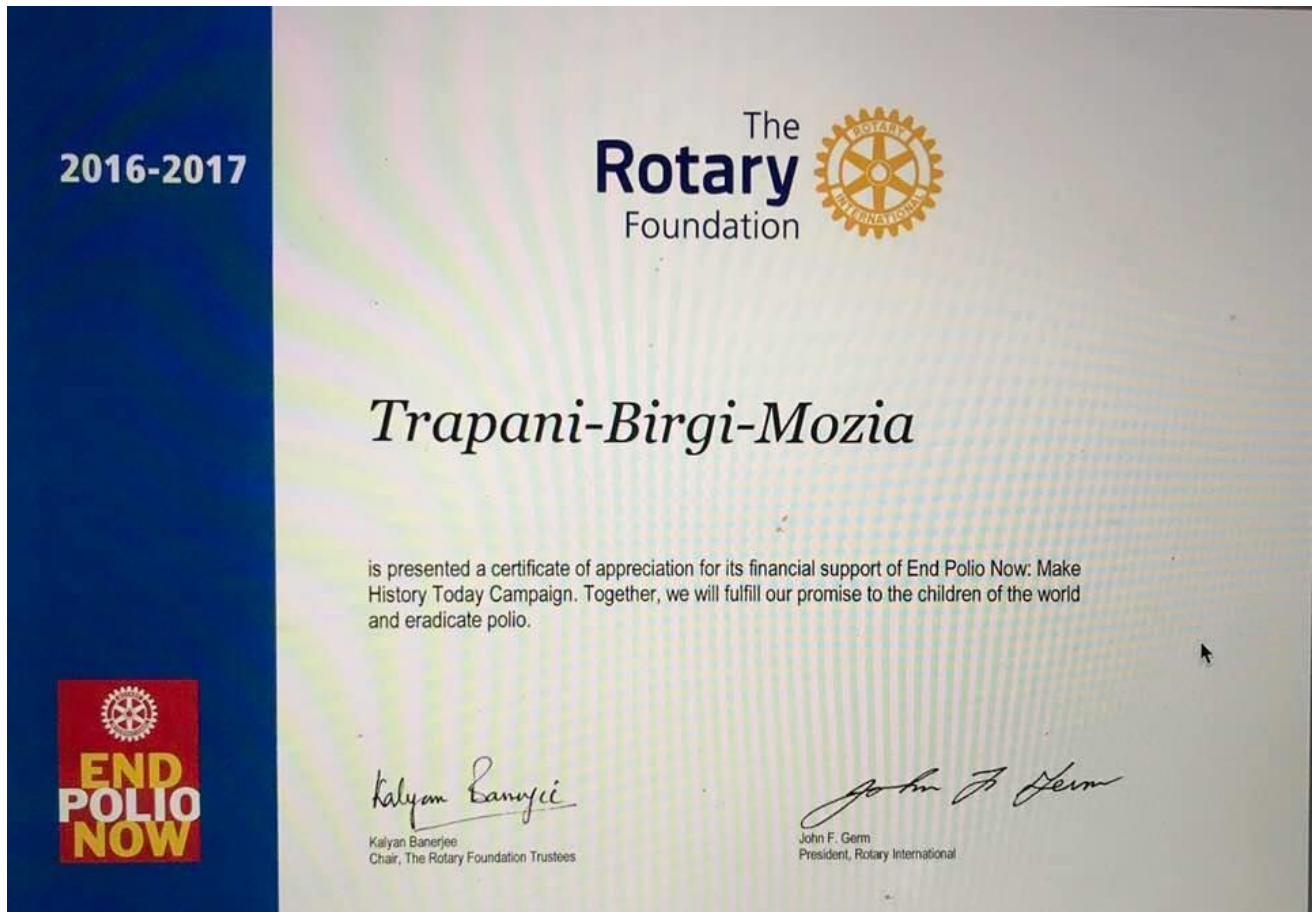 2016-2017
The
Rotary
Foundation
ROTARY
INTERNATIONAL
Trapani-Birgi-Mozia
is presented a certificate of appreciation for its financial support of End Polio Now: Make
History Today Campaign. Together, we will fulfill our promise to the children of the world
and eradicate polio.
END
POLIO
NOW
Kalyan Banerjee
Kalyan Banerjee
Chair, The Rotary Foundation Trustees
John F Germ
John F. Germ
President, Rotary International